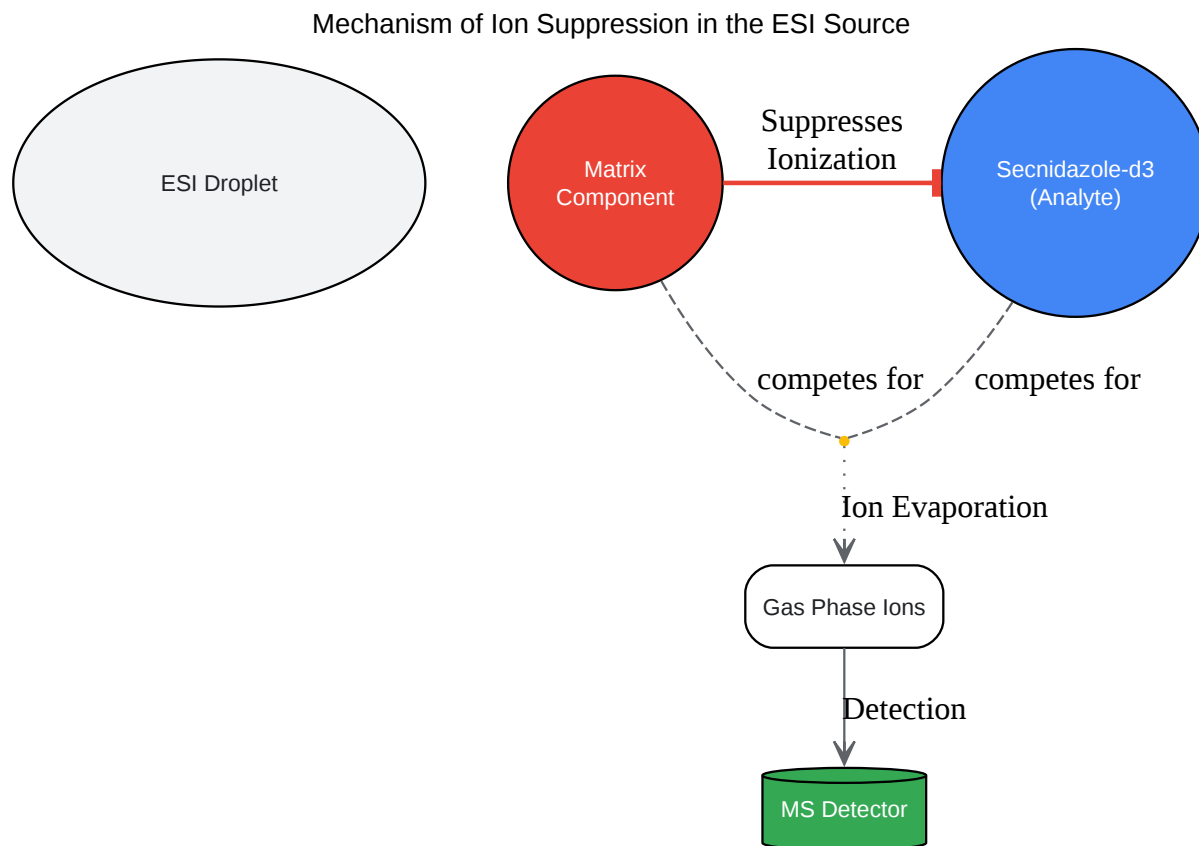 Mechanism of Ion Suppression in the ESI Source
ESI Droplet
Matrix
Component
Suppresses
Ionization
Secnidazole-d3
(Analyte)
competes for
competes for
Ion Evaporation
Gas Phase Ions
Detection
MS Detector